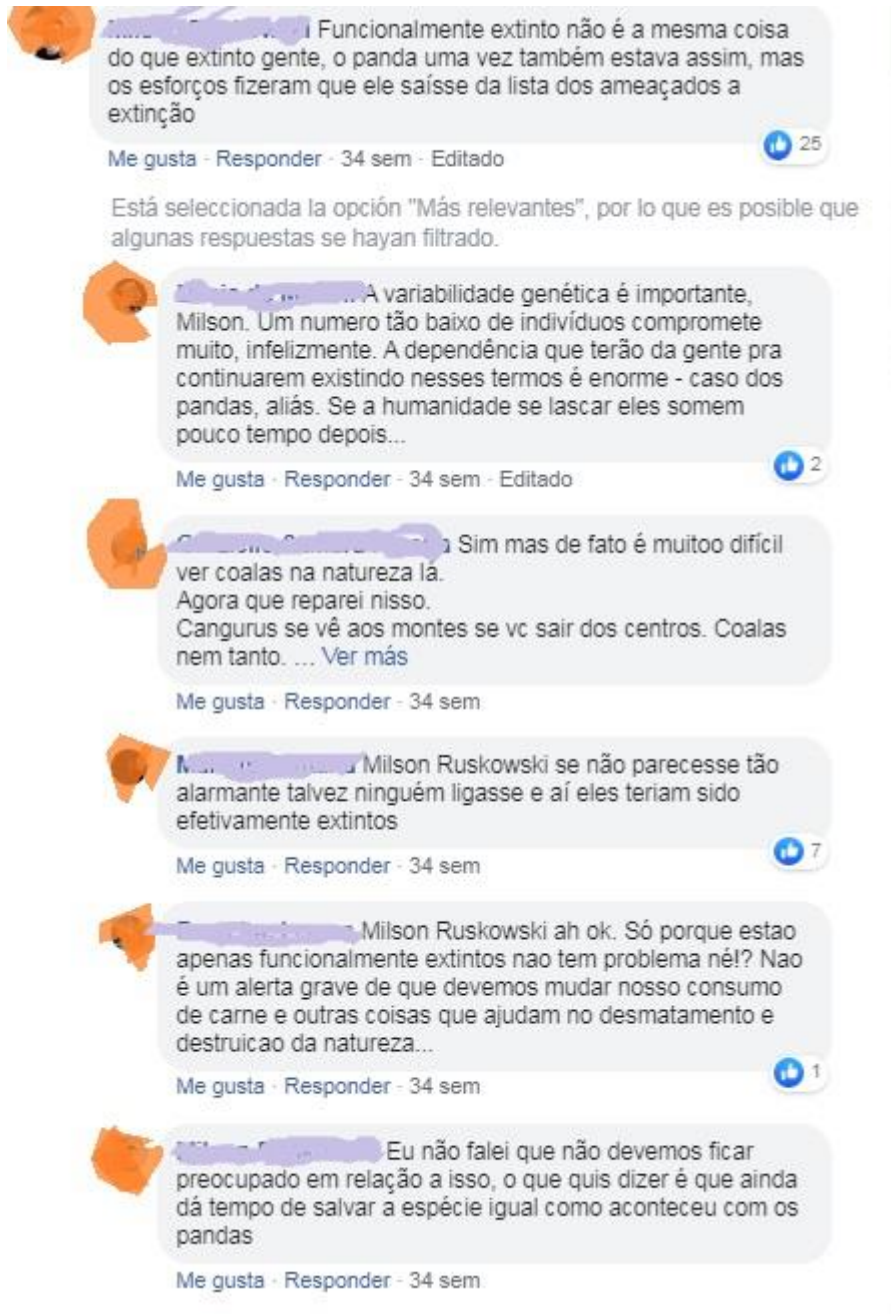 Funcionalmente extinto não é a mesma coisa
do que extinto gente, o panda uma vez também estava assim, mas
os esforços fizeram que ele saísse da lista dos ameaçados a
extinção
25
Me gusta · Responder · 34 sem · Editado
Está seleccionada la opción "Más relevantes", por lo que es posible que
algunas respuestas se hayan filtrado.
A variabilidade genética é importante,
Milson. Um numero tão baixo de indivíduos compromete
muito, infelizmente. A dependência que terão da gente pra
continuarem existindo nesses termos é enorme - caso dos
pandas, aliás. Se a humanidade se lascar eles somem
pouco tempo depois...
2
Me gusta · Responder · 34 sem · Editado
Sim mas de fato é muitoo difícil
ver coalas na natureza lá.
Agora que reparei nisso.
Cangurus se vê aos montes se vc sair dos centros. Coalas
nem tanto. ... Ver más
Me gusta · Responder · 34 sem
Milson Ruskowski se não parecesse tão
alarmante talvez ninguém ligasse e aí eles teriam sido
efetivamente extintos
7
Me gusta · Responder · 34 sem
Milson Ruskowski ah ok. Só porque estao
apenas funcionalmente extintos nao tem problema né!? Nao
é um alerta grave de que devemos mudar nosso consumo
de carne e outras coisas que ajudam no desmatamento e
destruicao da natureza...
1
Me gusta · Responder · 34 sem
Eu não falei que não devemos ficar
preocupado em relação a isso, o que quis dizer é que ainda
dá tempo de salvar a espécie igual como aconteceu com os
pandas
Me gusta · Responder · 34 sem